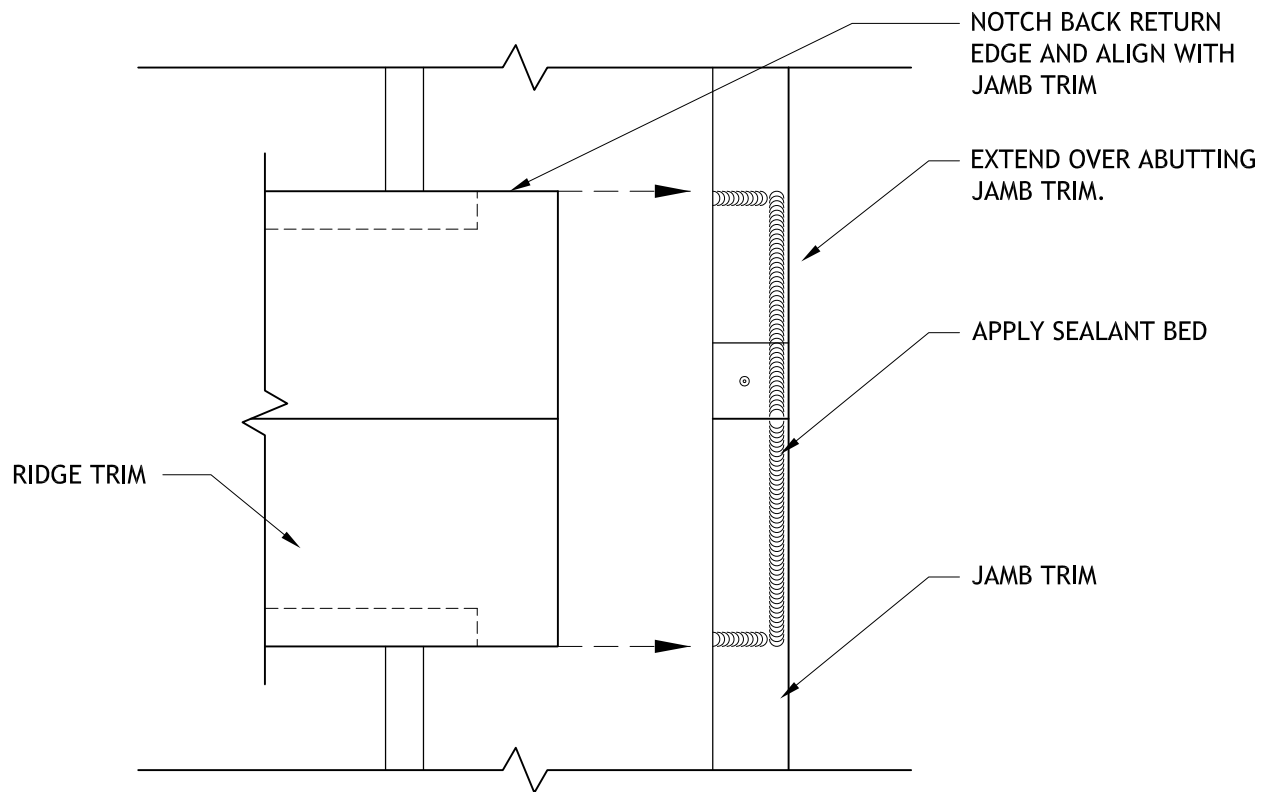 NOTCH BACK RETURN
EDGE AND ALIGN WITH
JAMB TRIM
EXTEND OVER ABUTTING
JAMB TRIM.
APPLY SEALANT BED
RIDGE TRIM
JAMB TRIM